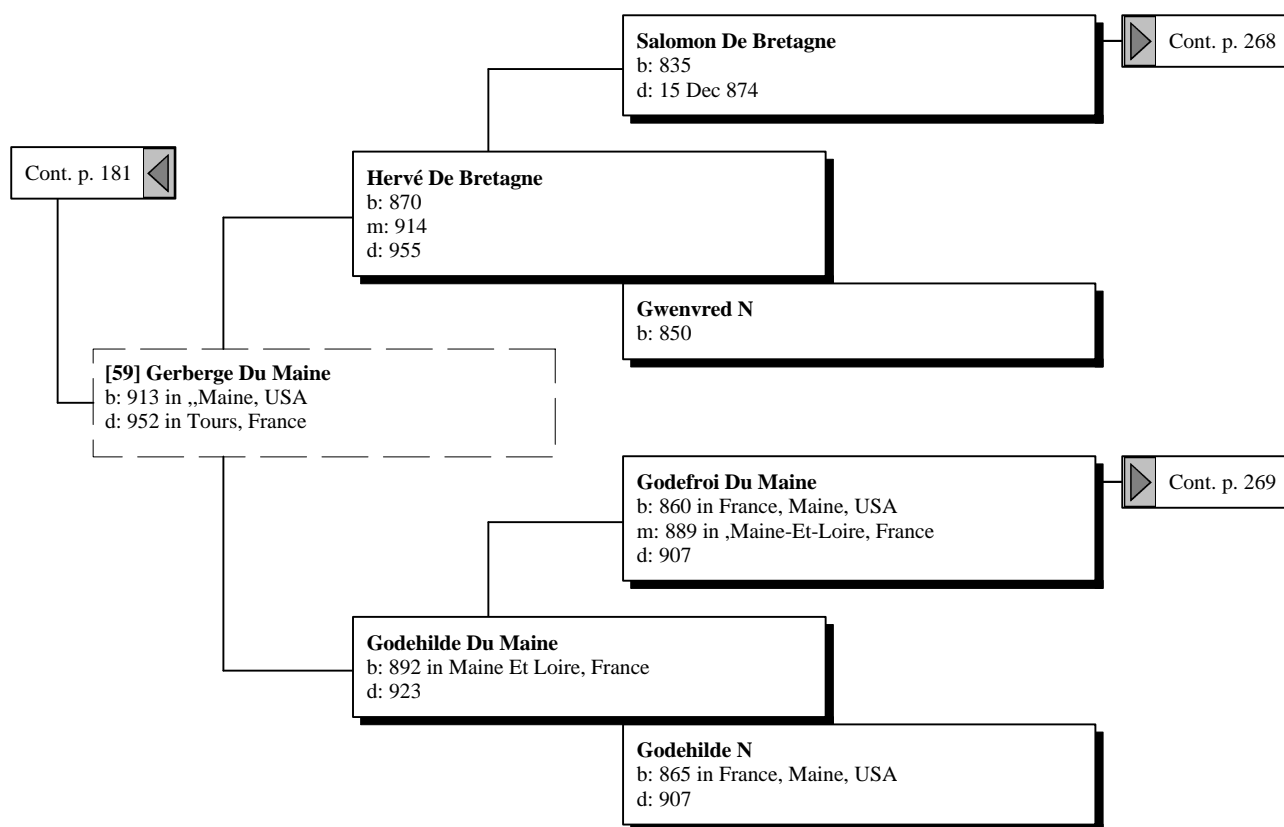 Salomon De Bretagne
b: 835
d: 15 Dec 874
Cont. p. 268
Cont. p. 181
Hervé De Bretagne
b: 870
m: 914
d: 955
Gwenvred N
b: 850
[59] Gerberge Du Maine
b: 913 in ,,Maine, USA
d: 952 in Tours, France
Godefroi Du Maine
b: 860 in France, Maine, USA
m: 889 in ,Maine-Et-Loire, France
d: 907
Cont. p. 269
Godehilde Du Maine
b: 892 in Maine Et Loire, France
d: 923
Godehilde N
b: 865 in France, Maine, USA
d: 907